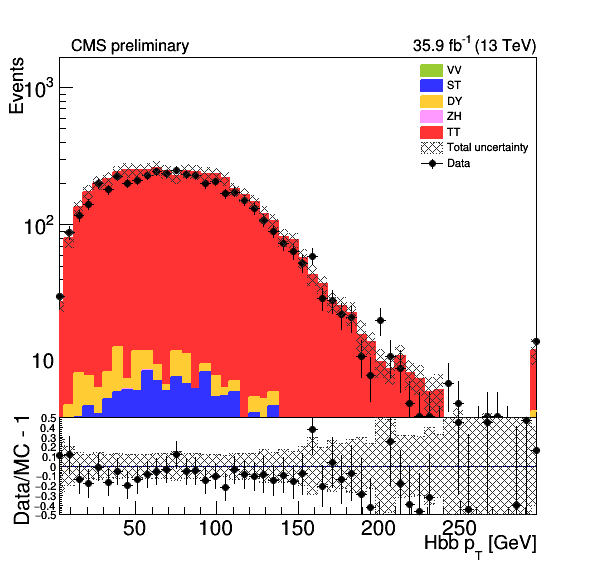 CMS preliminary
35.9 fb⁻¹ (13 TeV)
Events
10³
10²
10
VV
ST
DY
ZH
TT
Total uncertainty
Data
Data/MC - 1
0.5
0.4
0.3
0.2
0.1
0
−0.1
−0.2
−0.3
−0.4
−0.5
50
100
150
200
250
Hbb p_T [GeV]